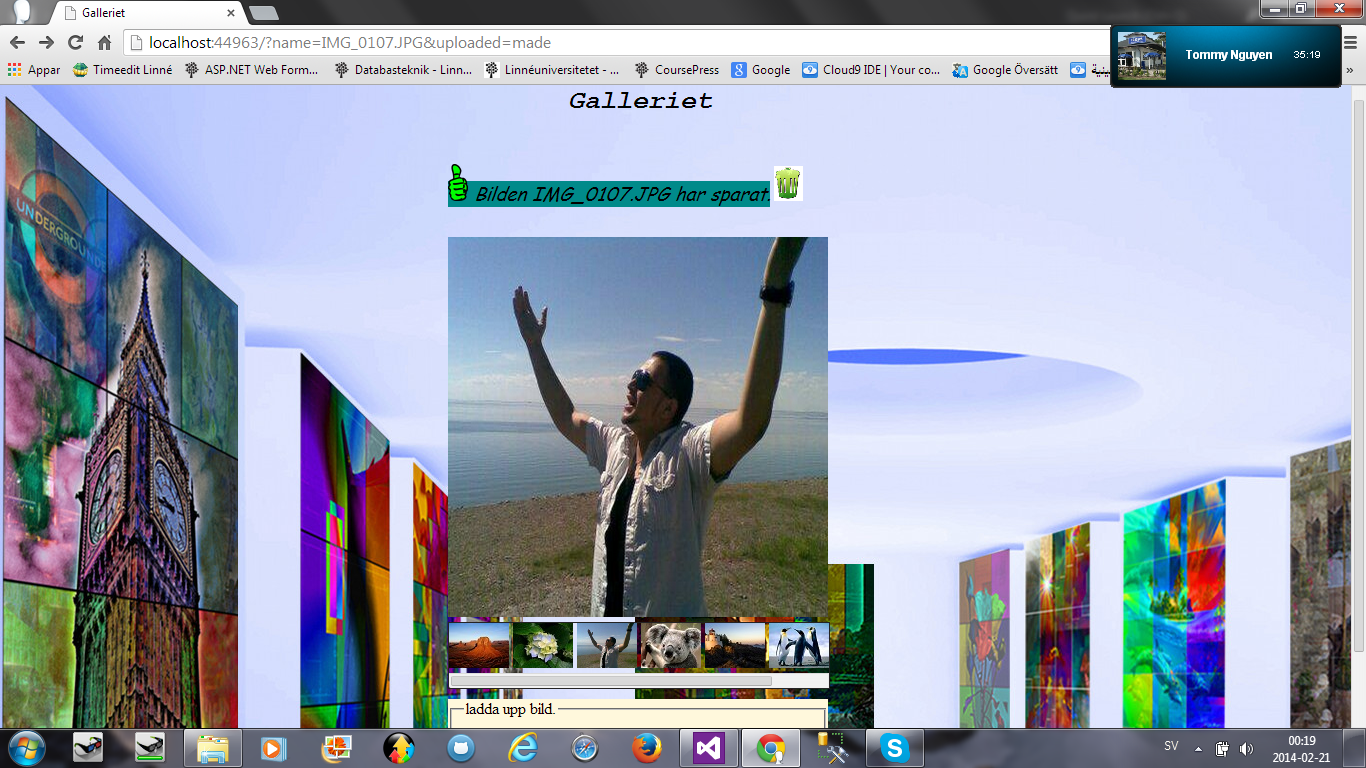 Galleriet
localhost:44963/?name=IMG_0107.JPG&uploaded=made
Tommy Nguyen 35:19
Appar Timeedit Linné ASP.NET Web Form... Databasteknik - Linn... Linnéuniversitetet - ... CoursePress Google Cloud9 IDE | Your co... Google Översätt »
Galleriet
Bilden IMG_0107.JPG har sparat.
UNDERGROUND
ladda upp bild.
SV
00:19
2014-02-21